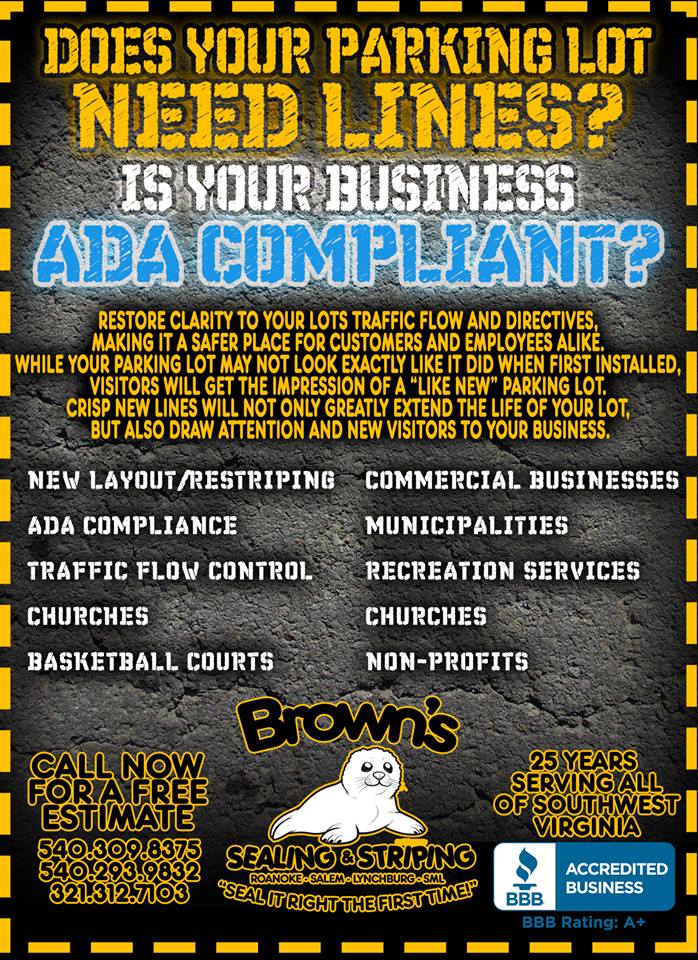 DOES YOUR PARKING LOT
NEED LINES?
IS YOUR BUSINESS
ADA COMPLIANT?
RESTORE CLARITY TO YOUR LOTS TRAFFIC FLOW AND DIRECTIVES,
MAKING IT A SAFER PLACE FOR CUSTOMERS AND EMPLOYEES ALIKE.
WHILE YOUR PARKING LOT MAY NOT LOOK EXACTLY LIKE IT DID WHEN FIRST INSTALLED,
VISITORS WILL GET THE IMPRESSION OF A "LIKE NEW" PARKING LOT.
CRISP NEW LINES WILL NOT ONLY GREATLY EXTEND THE LIFE OF YOUR LOT,
BUT ALSO DRAW ATTENTION AND NEW VISITORS TO YOUR BUSINESS.
NEW LAYOUT/RESTRIPING
ADA COMPLIANCE
TRAFFIC FLOW CONTROL
CHURCHES
BASKETBALL COURTS
COMMERCIAL BUSINESSES
MUNICIPALITIES
RECREATION SERVICES
CHURCHES
NON-PROFITS
CALL NOW
FOR A FREE
ESTIMATE
540.309.8375
540.293.9832
321.312.7103
Brown's
SEALING & STRIPING
ROANOKE - SALEM - LYNCHBURG - SML
"SEAL IT RIGHT THE FIRST TIME!"
25 YEARS
SERVING ALL
OF SOUTHWEST
VIRGINIA
BBB
ACCREDITED
BUSINESS
BBB Rating: A+